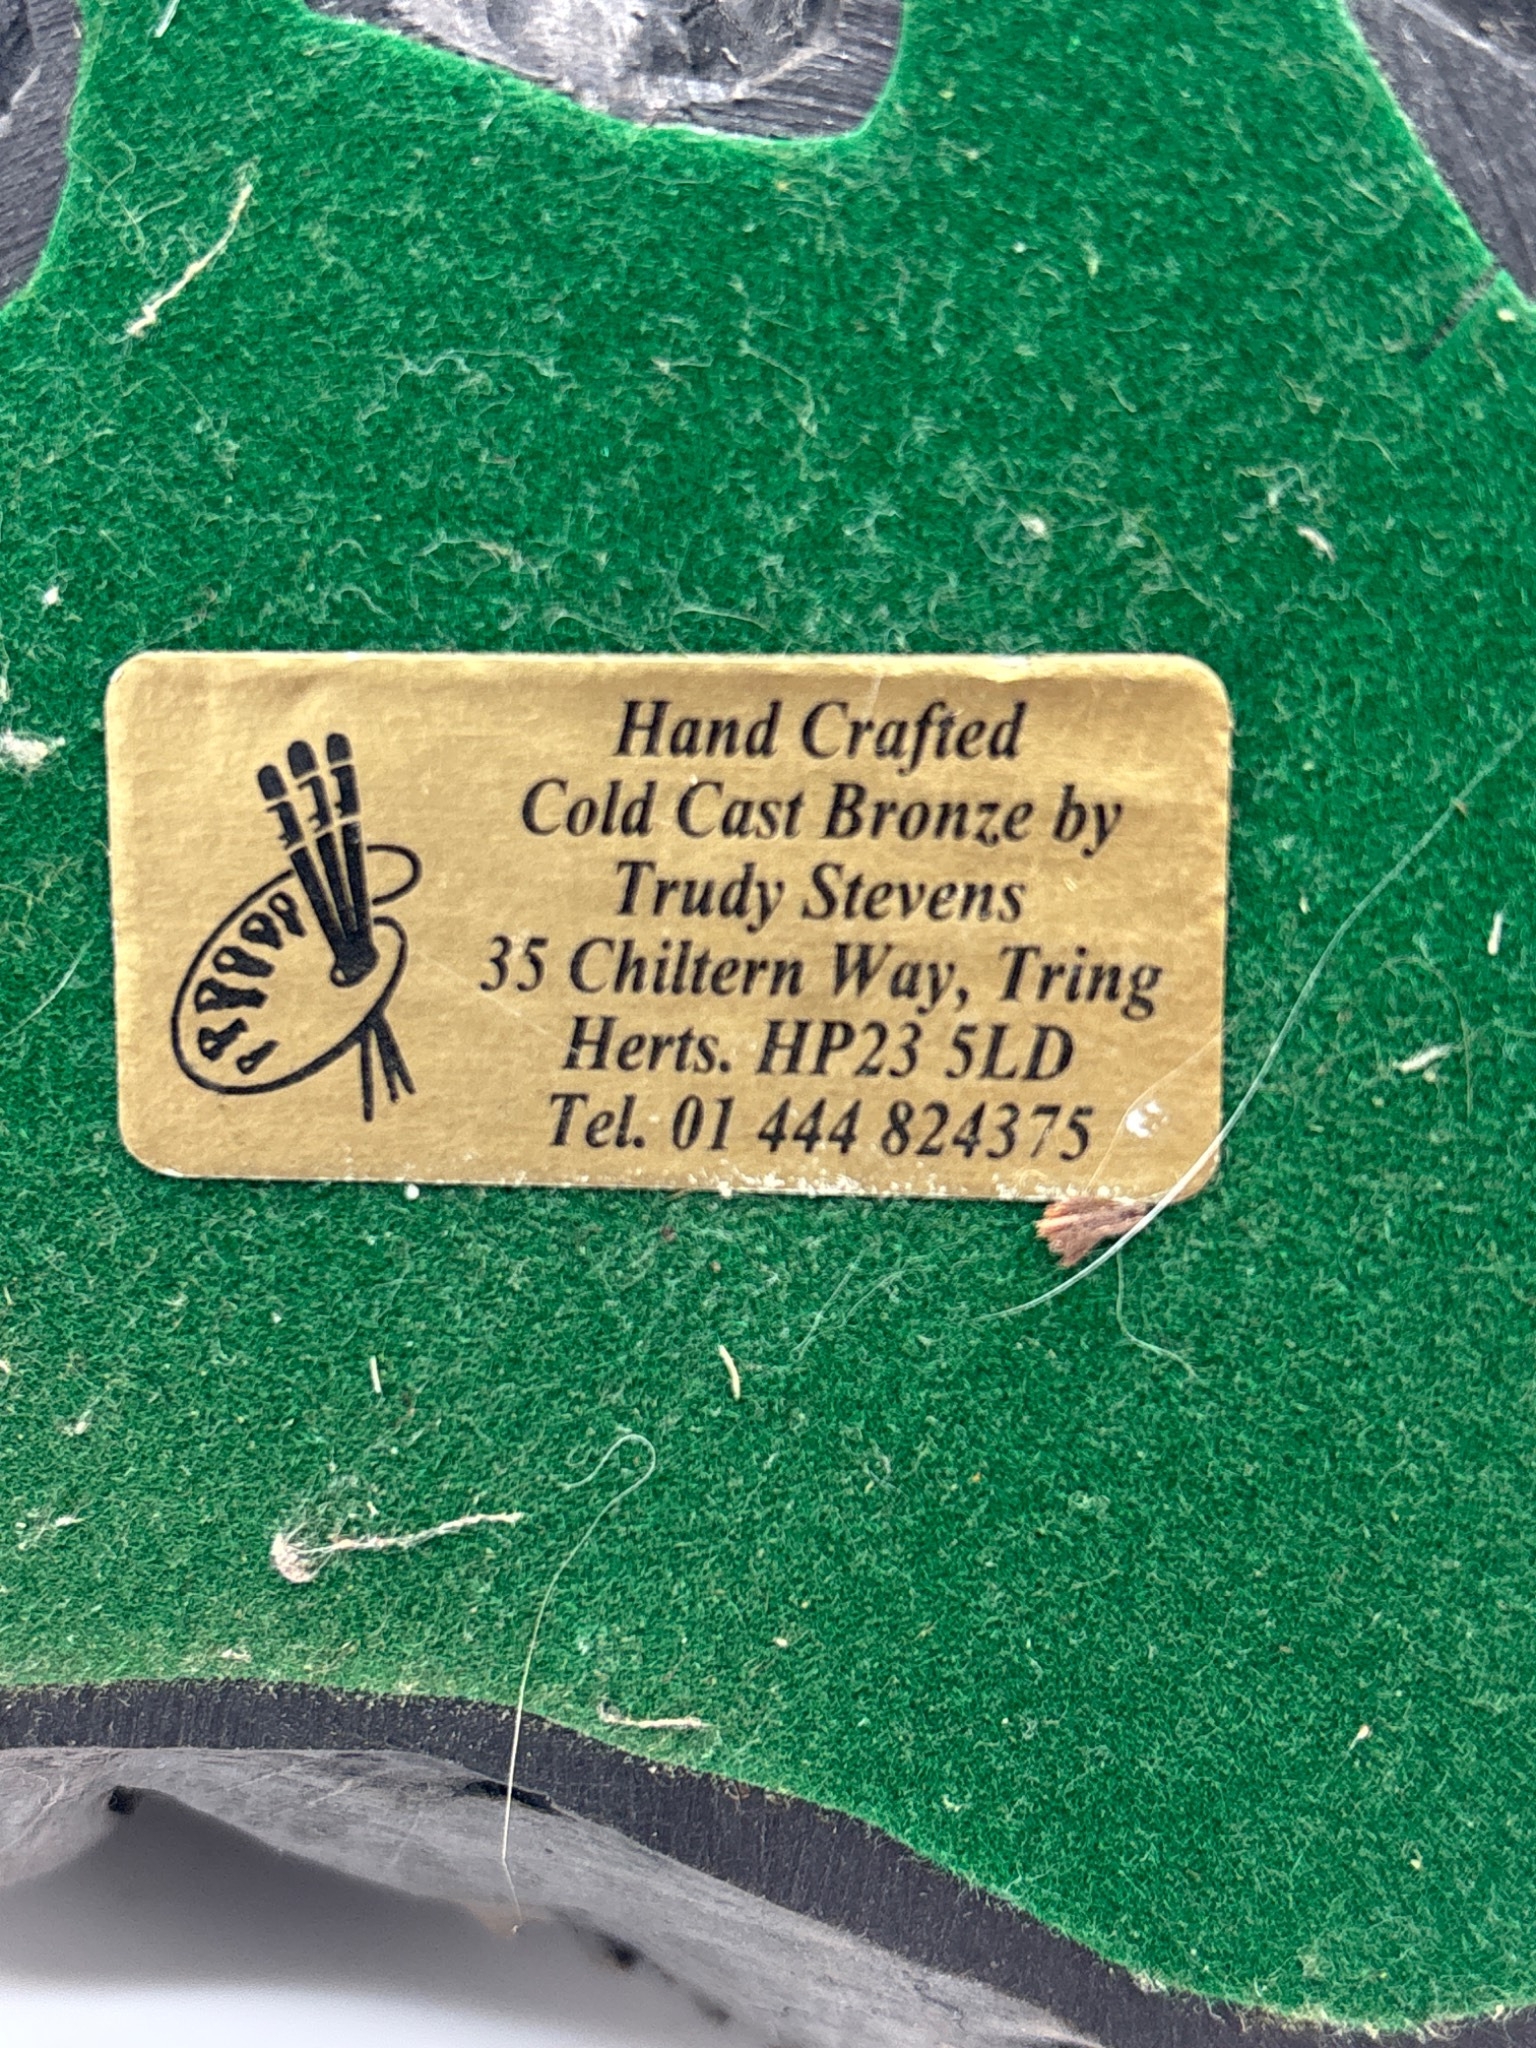 Hand Crafted
Cold Cast Bronze by
Trudy Stevens
35 Chiltern Way, Tring
Herts. HP23 5LD
Tel. 01 444 824375